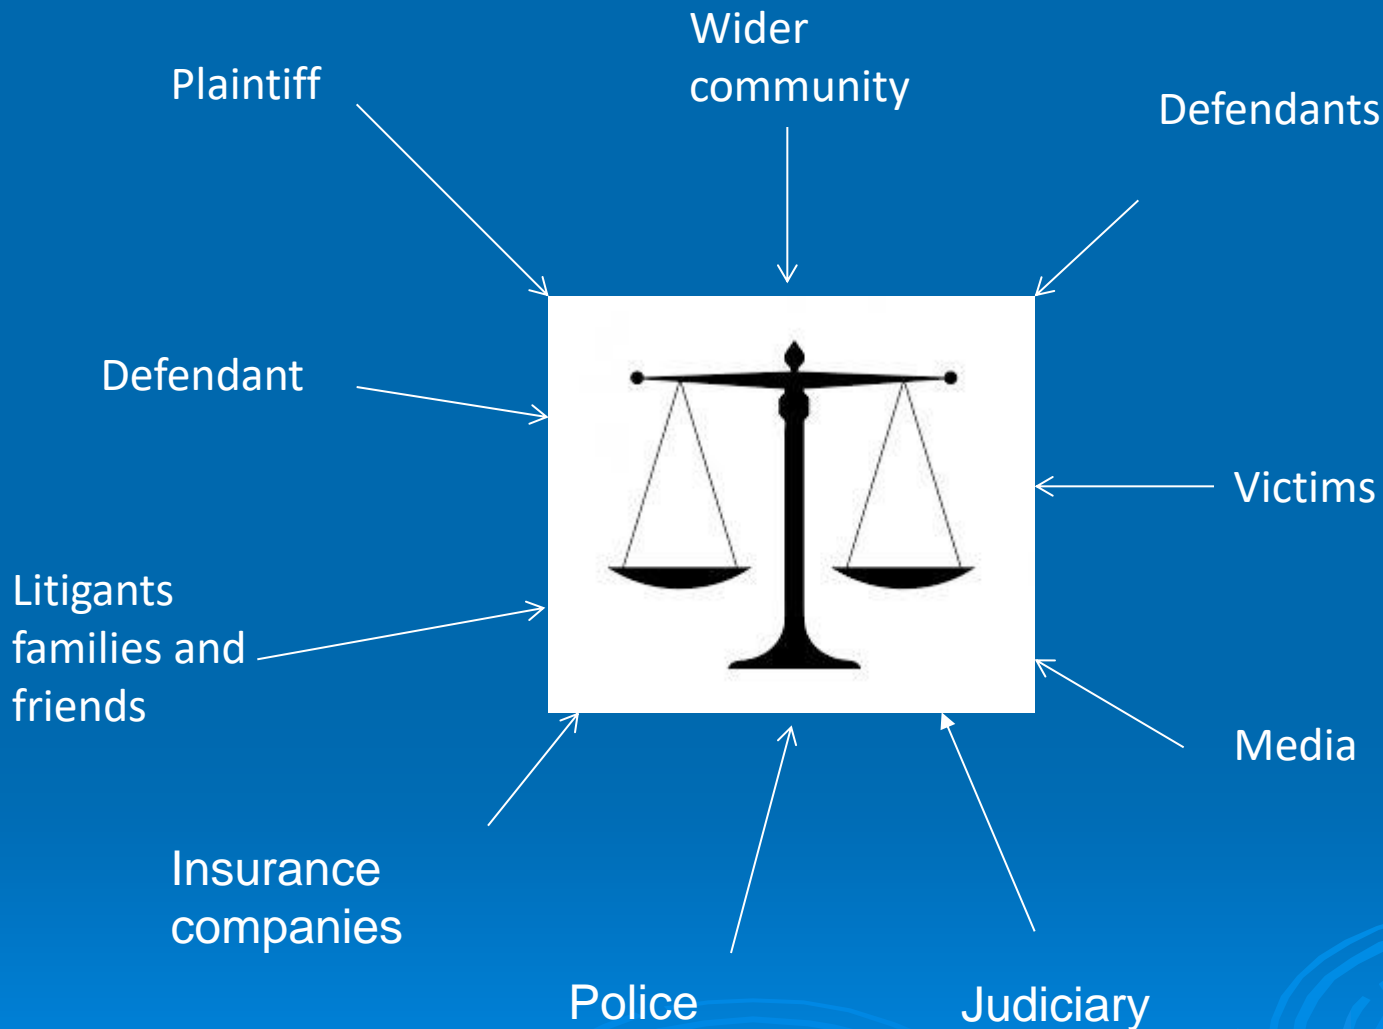 Wider
community
Plaintiff
Defendants
Defendant
Victims
Litigants
families and
friends
Media
Insurance
companies
Police
Judiciary